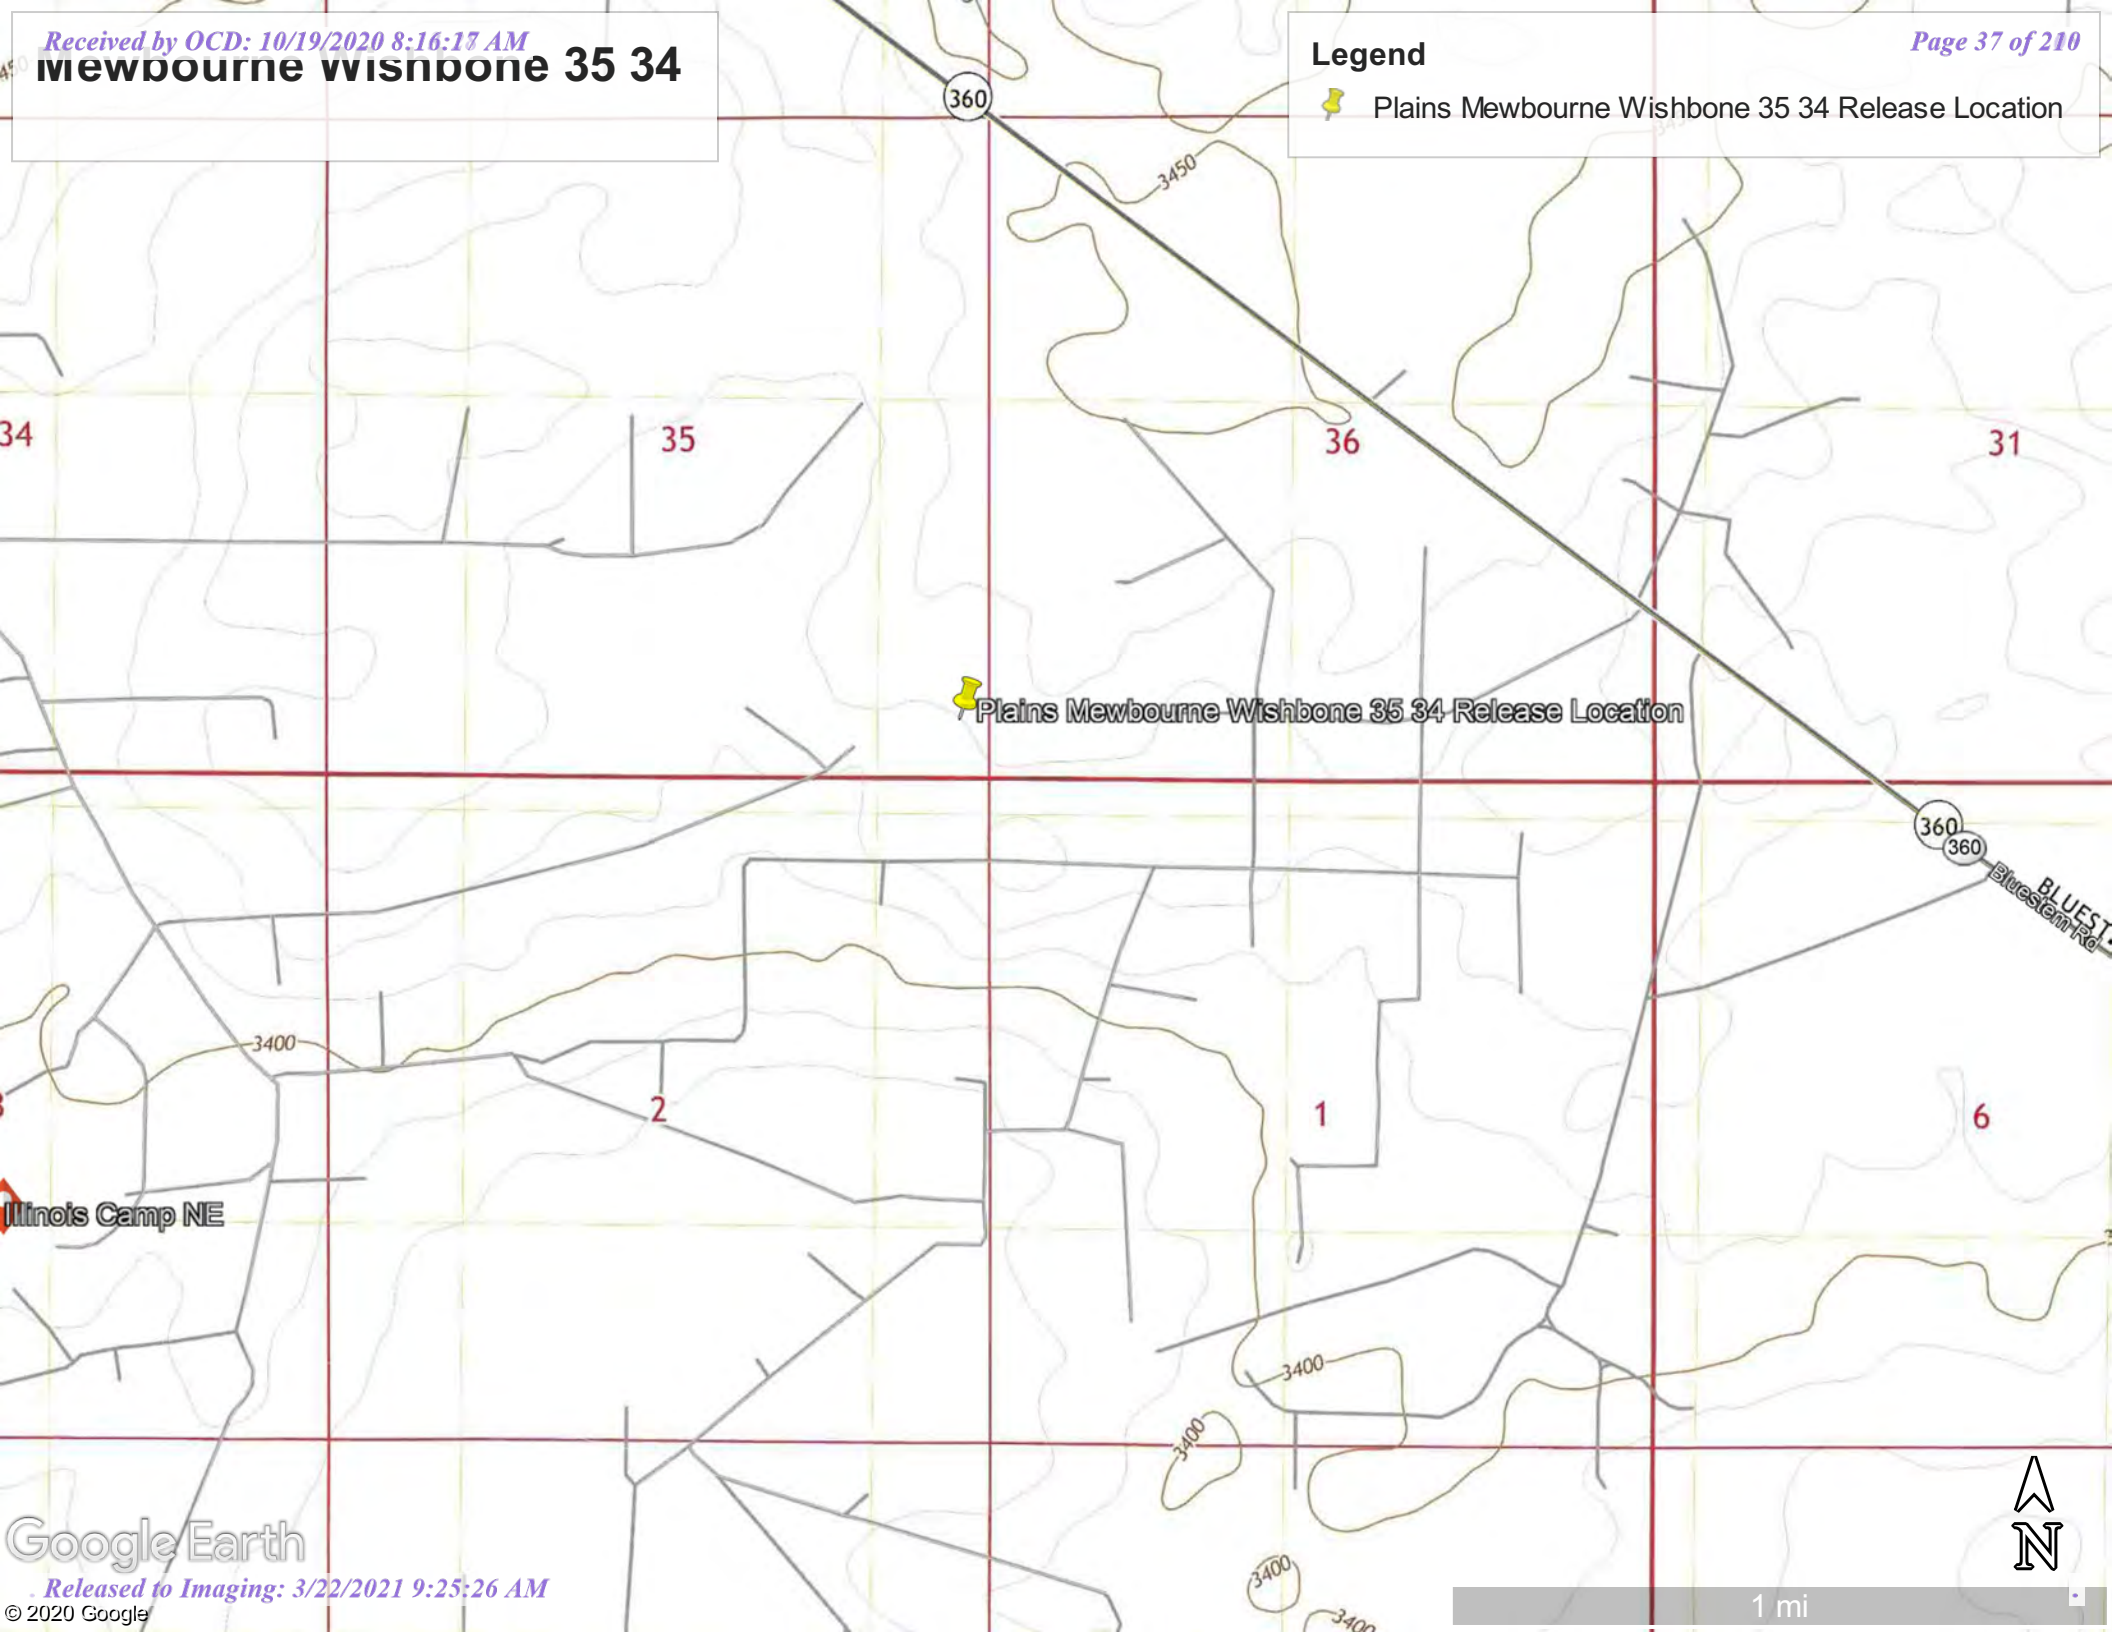 Received by OCD: 10/19/2020 8:16:17 AM
Mewbourne Wishbone 35 34
Legend
Page 37 of
Plains Mewbourne Wishbone 35 34 Release Location
360
3450
34
35
36
31
Plains Mewbourne Wishbone 35 34 Release Location
360
360
Bluestem Rd
3400
2
1
6
Illinois Camp NE
3400
3400
3400
3400
N
Google Earth
Released to Imaging: 3/22/2021 9:25:26 AM
© 2020 Google
1 mi